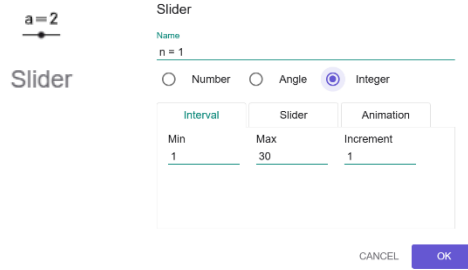 a=2
Slider
Slider
Name
n = 1
Number Angle Integer
Interval Slider Animation
Min Max Increment
1 30 1
CANCEL OK